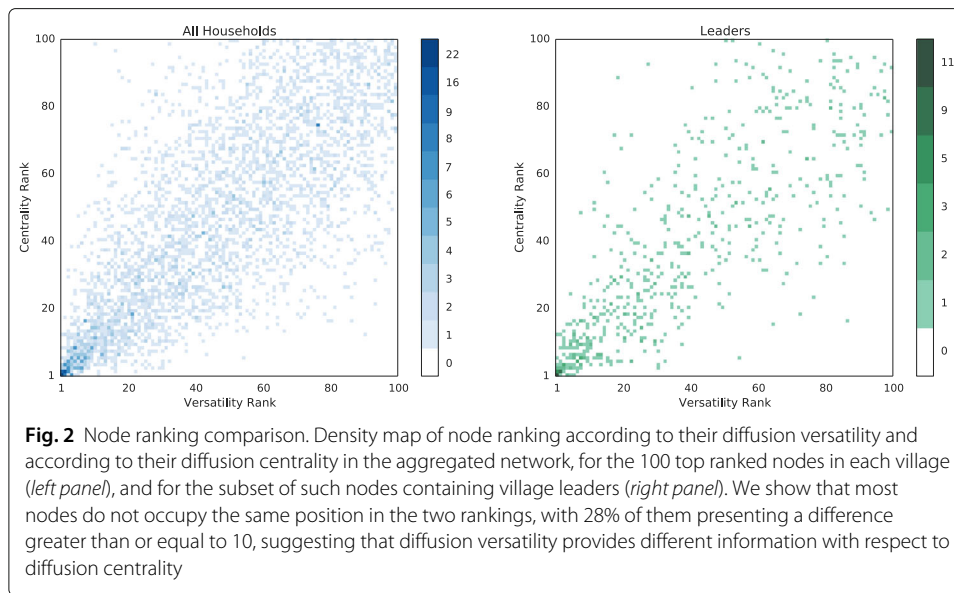 All Households
Leaders
100
80
60
40
20
1
Centrality Rank
1 20 40 60 80 100
Versatility Rank
22
16
9
8
7
6
5
4
3
2
1
0
100
80
60
40
20
1
Centrality Rank
1 20 40 60 80 100
Versatility Rank
11
9
5
3
2
1
0
Fig. 2 Node ranking comparison. Density map of node ranking according to their diffusion versatility and
according to their diffusion centrality in the aggregated network, for the 100 top ranked nodes in each village
(left panel), and for the subset of such nodes containing village leaders (right panel). We show that most
nodes do not occupy the same position in the two rankings, with 28% of them presenting a difference
greater than or equal to 10, suggesting that diffusion versatility provides different information with respect to
diffusion centrality